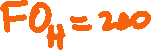 FO_H = 200